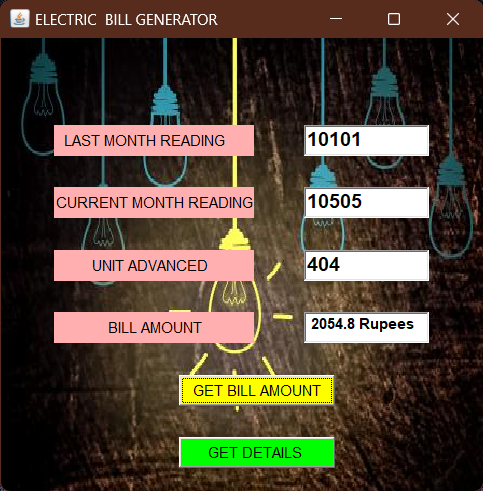 ELECTRIC  BILL GENERATOR
LAST MONTH READING 10101
CURRENT MONTH READING 10505
UNIT ADVANCED 404
BILL AMOUNT 2054.8 Rupees
GET BILL AMOUNT
GET DETAILS